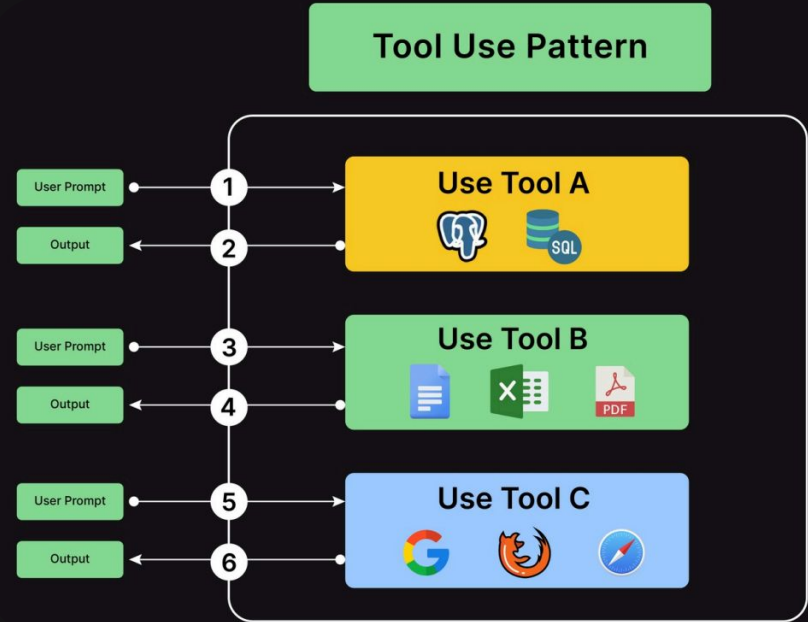 Tool Use Pattern
User Prompt
1
Use Tool A
SQL
Output
2
User Prompt
3
Use Tool B
Output
4
X
PDF
User Prompt
5
Use Tool C
Output
6
G